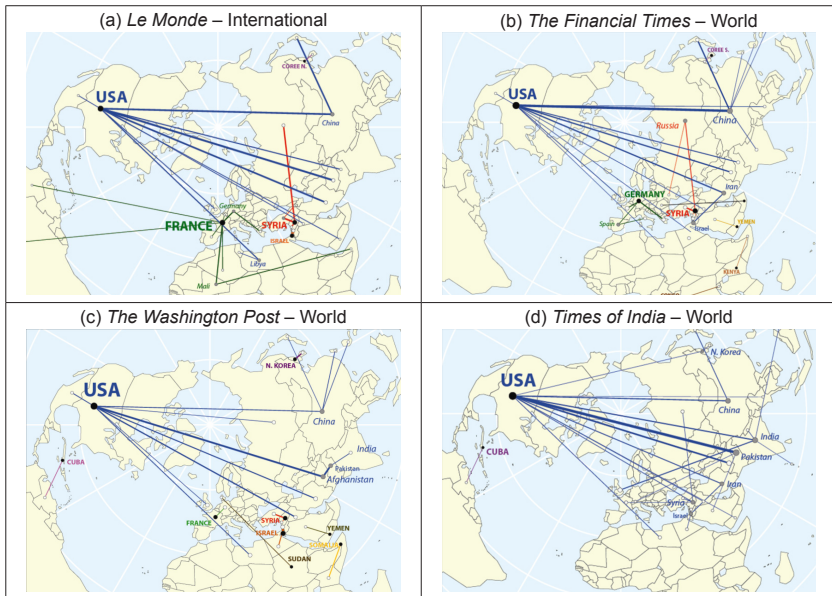 (a) Le Monde – International
COREE N.
USA
China
Germany
FRANCE
SYRIA
ISRAEL
Libya
Mali
(b) The Financial Times – World
COREE S.
USA
China
Russia
Iran
GERMANY
SYRIA
Spain
Israel
YEMEN
KENYA
(c) The Washington Post – World
N. KOREA
USA
China
India
Pakistan
Afghanistan
CUBA
FRANCE
SYRIA
ISRAEL
YEMEN
SUDAN
(d) Times of India – World
N. Korea
USA
China
India
CUBA
Pakistan
Iran
Syria
Israel